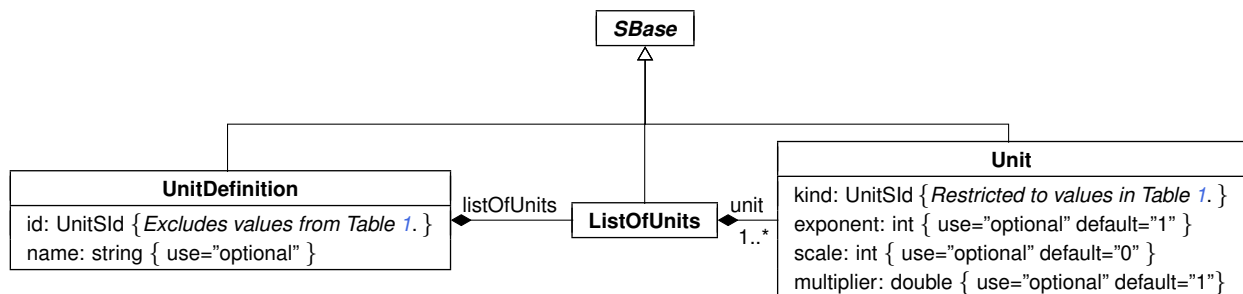 SBase
UnitDefinition
id: UnitSId {Excludes values from Table 1. }
name: string { use=”optional” }
listOfUnits
ListOfUnits
unit
1..*
Unit
kind: UnitSId {Restricted to values in Table 1. }
exponent: int { use=”optional” default=”1” }
scale: int { use=”optional” default=”0” }
multiplier: double { use=”optional” default=”1”}